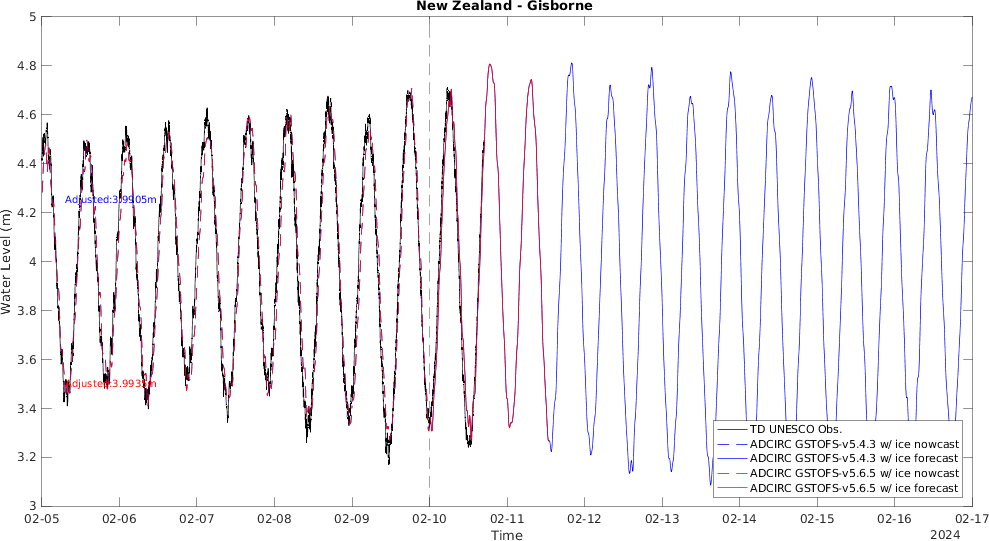 New Zealand - Gisborne
5
4.8
4.6
4.4
4.2
4
3.8
3.6
3.4
3.2
3
Water Level (m)
Adjusted:3.9905m
Adjusted:3.9935m
TD UNESCO Obs.
ADCIRC GSTOFS-v5.4.3 w/ ice nowcast
ADCIRC GSTOFS-v5.4.3 w/ ice forecast
ADCIRC GSTOFS-v5.6.5 w/ ice nowcast
ADCIRC GSTOFS-v5.6.5 w/ ice forecast
02-05 02-06 02-07 02-08 02-09 02-10 02-11 02-12 02-13 02-14 02-15 02-16 02-17
Time
2024